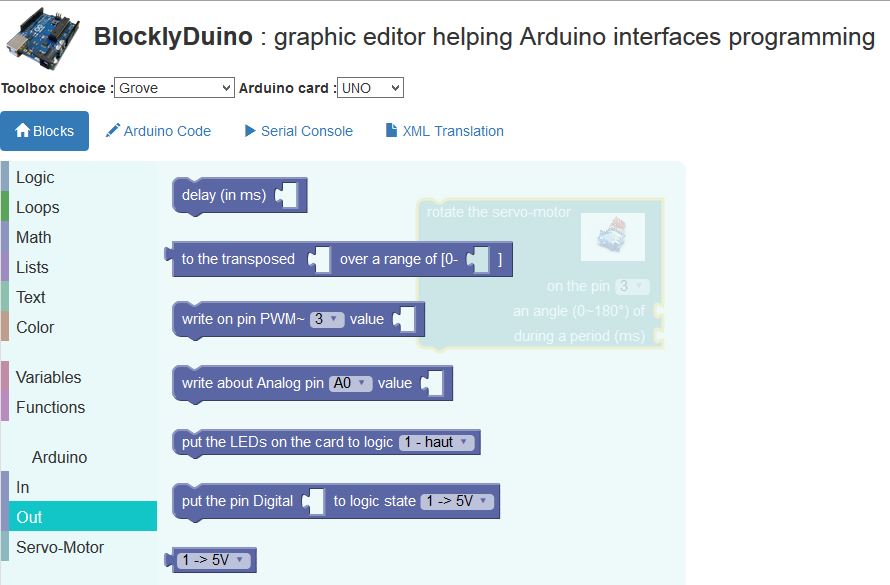 BlocklyDuino : graphic editor helping Arduino interfaces programming
Toolbox choice : Grove Arduino card : UNO
Blocks Arduino Code Serial Console XML Translation
Logic
Loops
Math
Lists
Text
Color
Variables
Functions
Arduino
In
Out
Servo-Motor
delay (in ms)
to the transposed over a range of [0- ]
write on pin PWM~ 3 value
write about Analog pin A0 value
put the LEDs on the card to logic 1 - haut
put the pin Digital to logic state 1 -> 5V
1 -> 5V
rotate the servo-motor
on the pin 3
an angle (0~180°) of
during a period (ms)